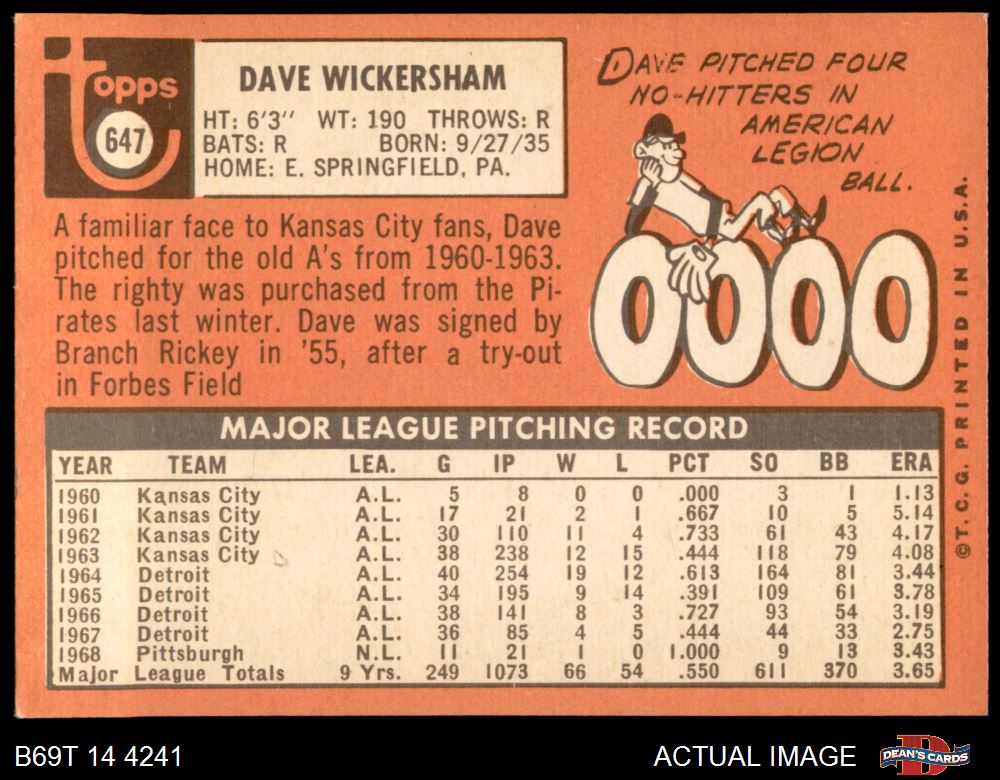 Topps
647
DAVE WICKERSHAM
HT: 6'3" WT: 190 THROWS: R
BATS: R BORN: 9/27/35
HOME: E. SPRINGFIELD, PA.
DAVE PITCHED FOUR
NO-HITTERS IN
AMERICAN
LEGION
BALL.
0000
A familiar face to Kansas City fans, Dave
pitched for the old A's from 1960-1963.
The righty was purchased from the Pi-
rates last winter. Dave was signed by
Branch Rickey in '55, after a try-out
in Forbes Field
MAJOR LEAGUE PITCHING RECORD
YEAR TEAM LEA. G IP W L PCT SO BB ERA
1960 Kansas City A.L. 5 8 0 0 .000 3 1 1.13
1961 Kansas City A.L. 17 21 2 1 .667 10 5 5.14
1962 Kansas City A.L. 30 110 11 4 .733 61 43 4.17
1963 Kansas City A.L. 38 238 12 15 .444 118 79 4.08
1964 Detroit A.L. 40 254 19 12 .613 164 81 3.44
1965 Detroit A.L. 34 195 9 14 .391 109 61 3.78
1966 Detroit A.L. 38 141 8 3 .727 93 54 3.19
1967 Detroit A.L. 36 85 4 5 .444 44 33 2.75
1968 Pittsburgh N.L. 11 21 1 0 1.000 9 13 3.43
Major League Totals 9 Yrs. 249 1073 66 54 .550 611 370 3.65
©T.C.G. PRINTED IN U.S.A.
B69T 14 4241
ACTUAL IMAGE
DEAN'S CARDS